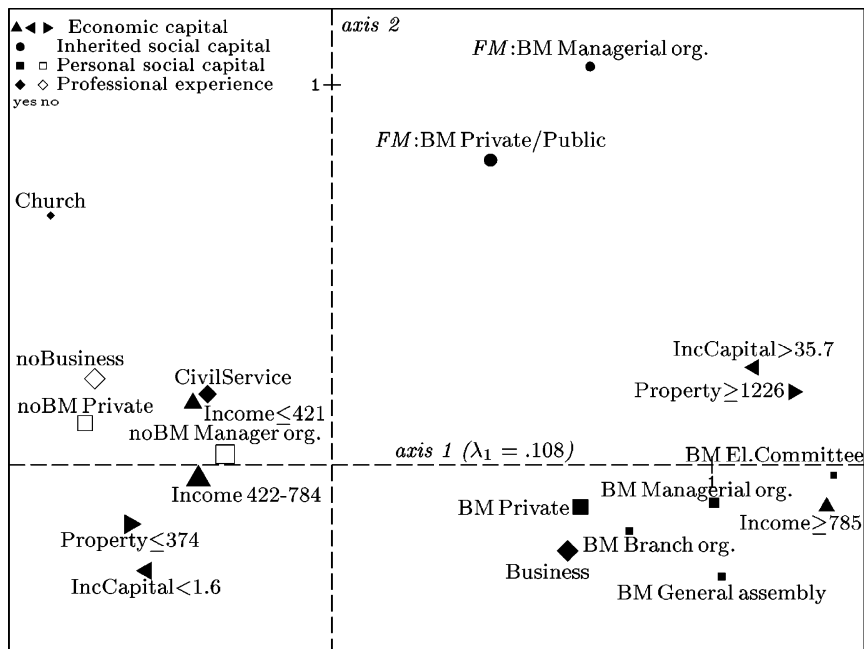 Economic capital
axis 2
Inherited social capital
FM:BM Managerial org.
Personal social capital
Professional experience
1
yes no
FM:BM Private/Public
Church
noBusiness
IncCapital>35.7
CivilService
Property≥1226
noBM Private
Income≤421
noBM Manager org.
axis 1 (λ1 = .108)
BM El.Committee
1
Income 422-784
BM Managerial org.
BM Private
Income≥785
Property≤374
BM Branch org.
Business
IncCapital<1.6
BM General assembly